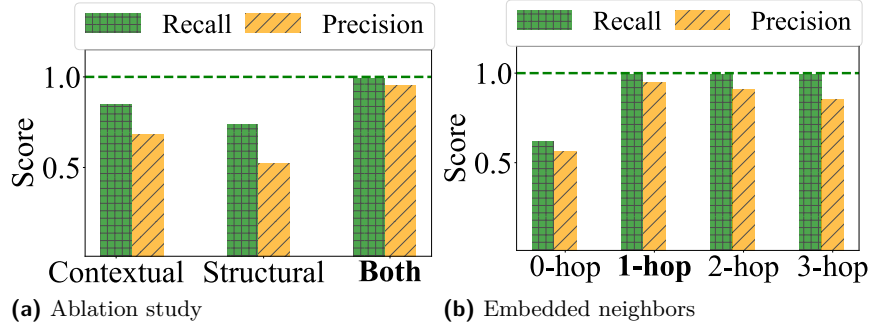 Recall Precision
1.0
0.5
Score
Contextual Structural Both
(a) Ablation study
Recall Precision
1.0
0.5
Score
0-hop 1-hop 2-hop 3-hop
(b) Embedded neighbors